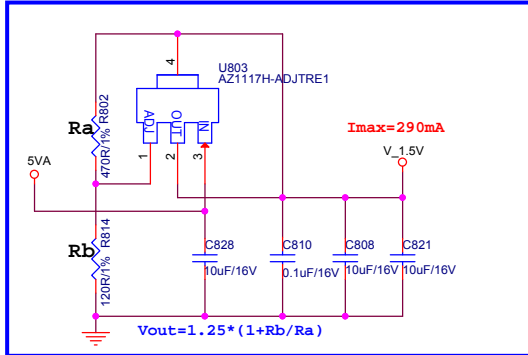 U803
AZ1117H-ADJTRE1
4
ADJ
OUT
IN
1
2
3
Ra
R802
470R/1%
Imax=290mA
V_1.5V
5VA
Rb
R814
120R/1%
C828
10uF/16V
C810
0.1uF/16V
C808
10uF/16V
C821
10uF/16V
Vout=1.25*(1+Rb/Ra)